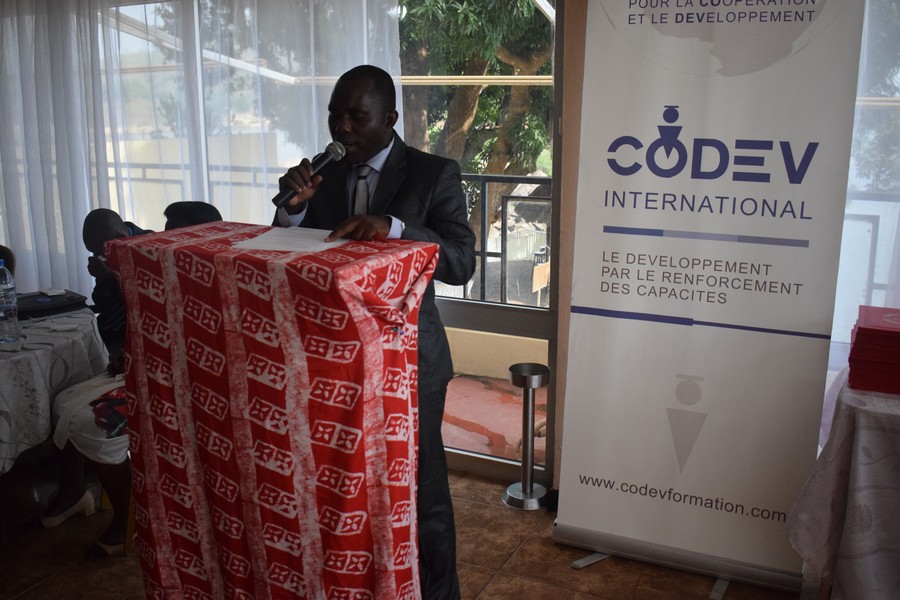 POUR LA COOPERATION
ET LE DEVELOPPEMENT
CODEV
INTERNATIONAL
LE DEVELOPPEMENT
PAR LE RENFORCEMENT
DES CAPACITES
www.codevformation.com